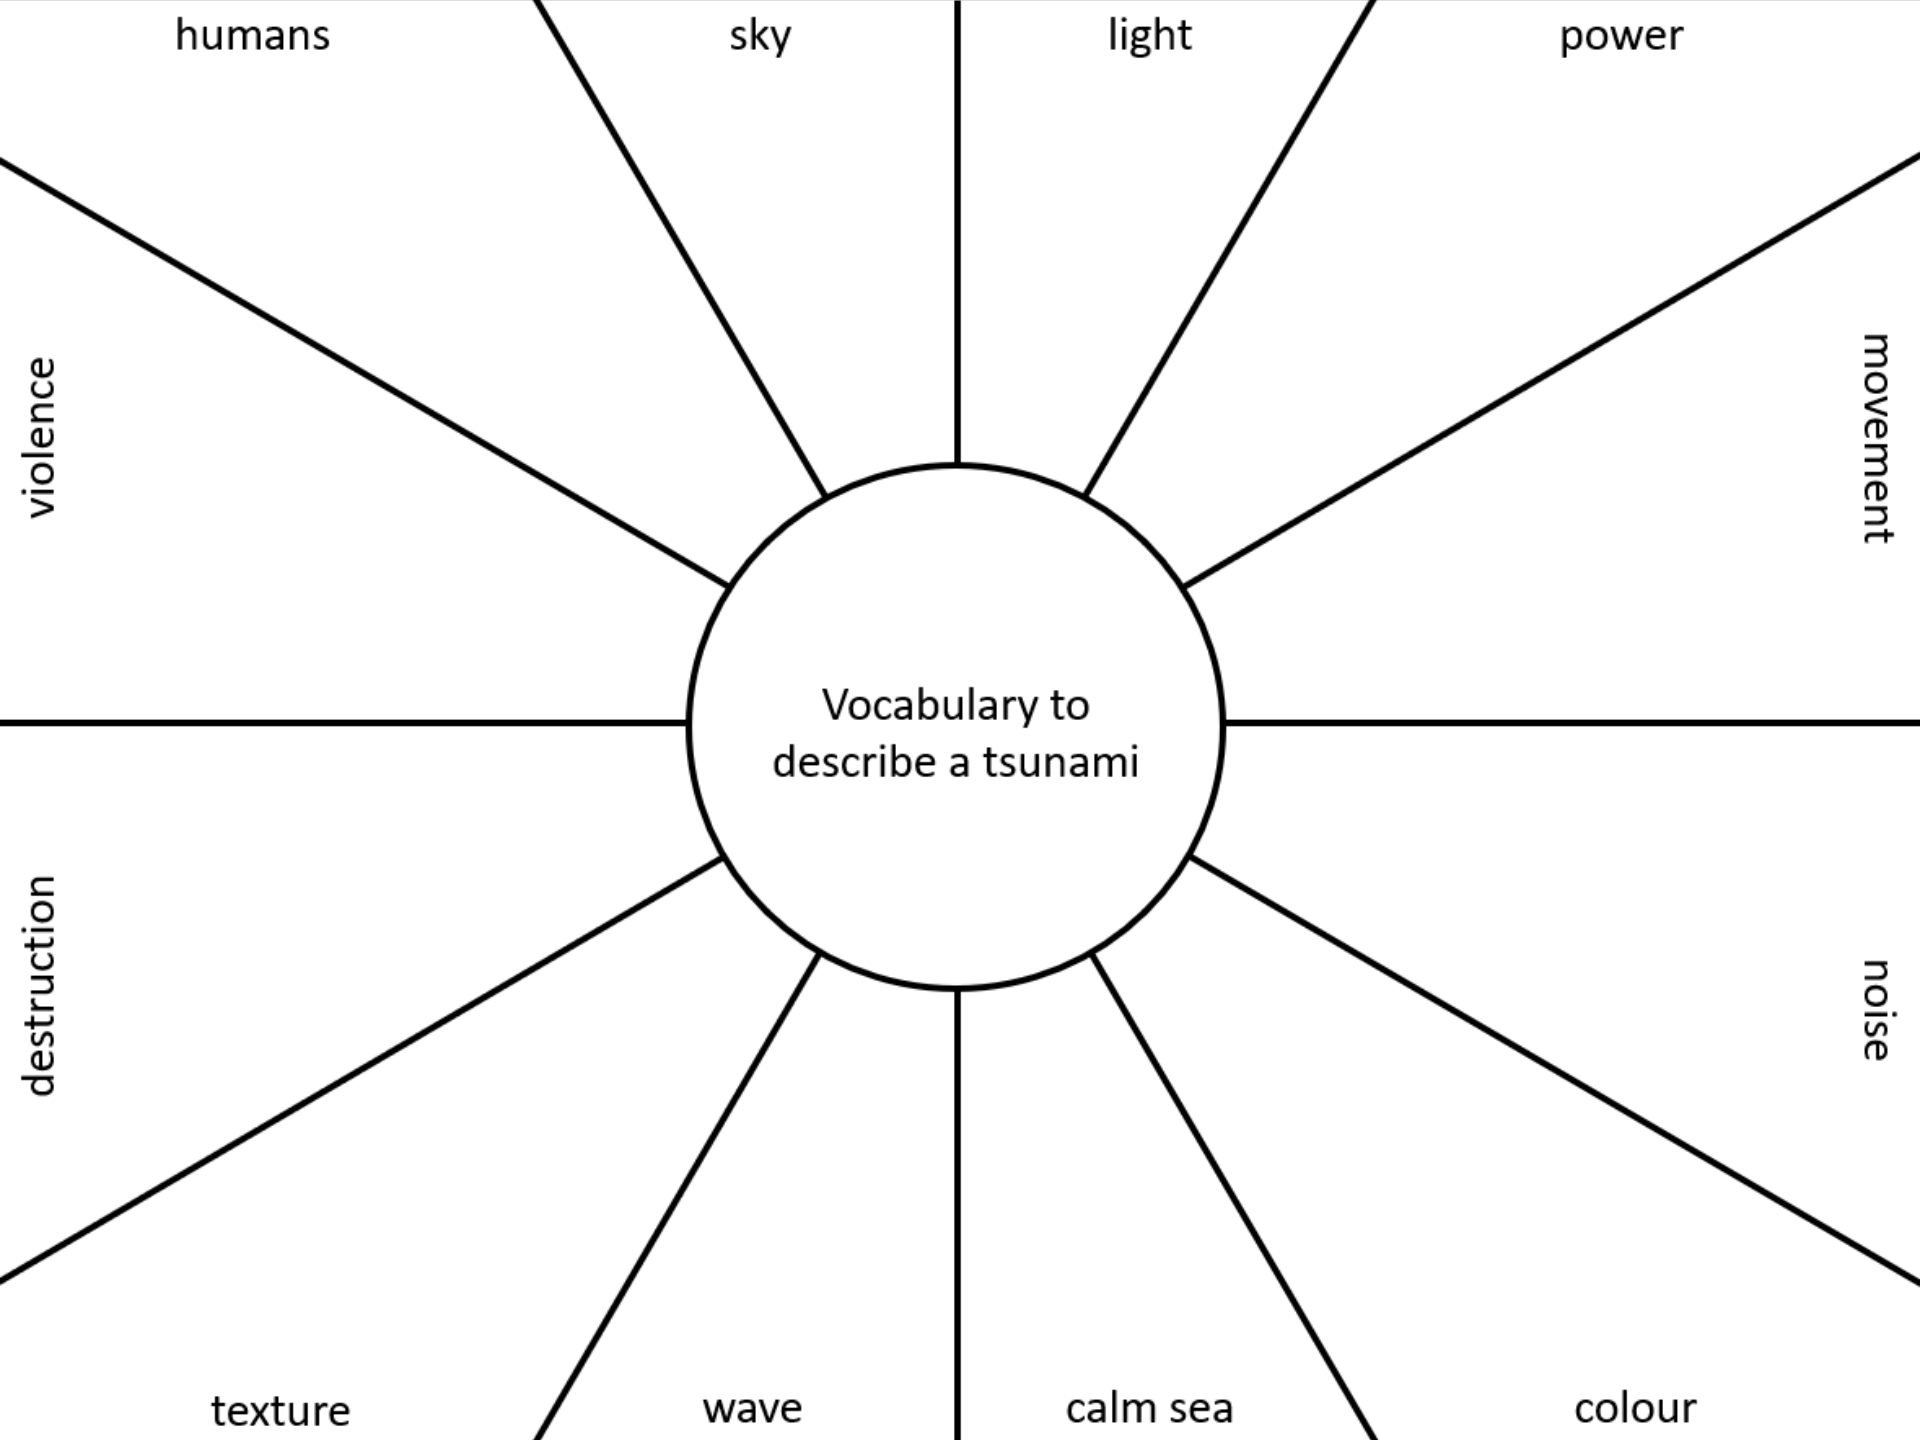 humans
sky
light
power
violence
movement
Vocabulary to
describe a tsunami
destruction
noise
texture
wave
calm sea
colour